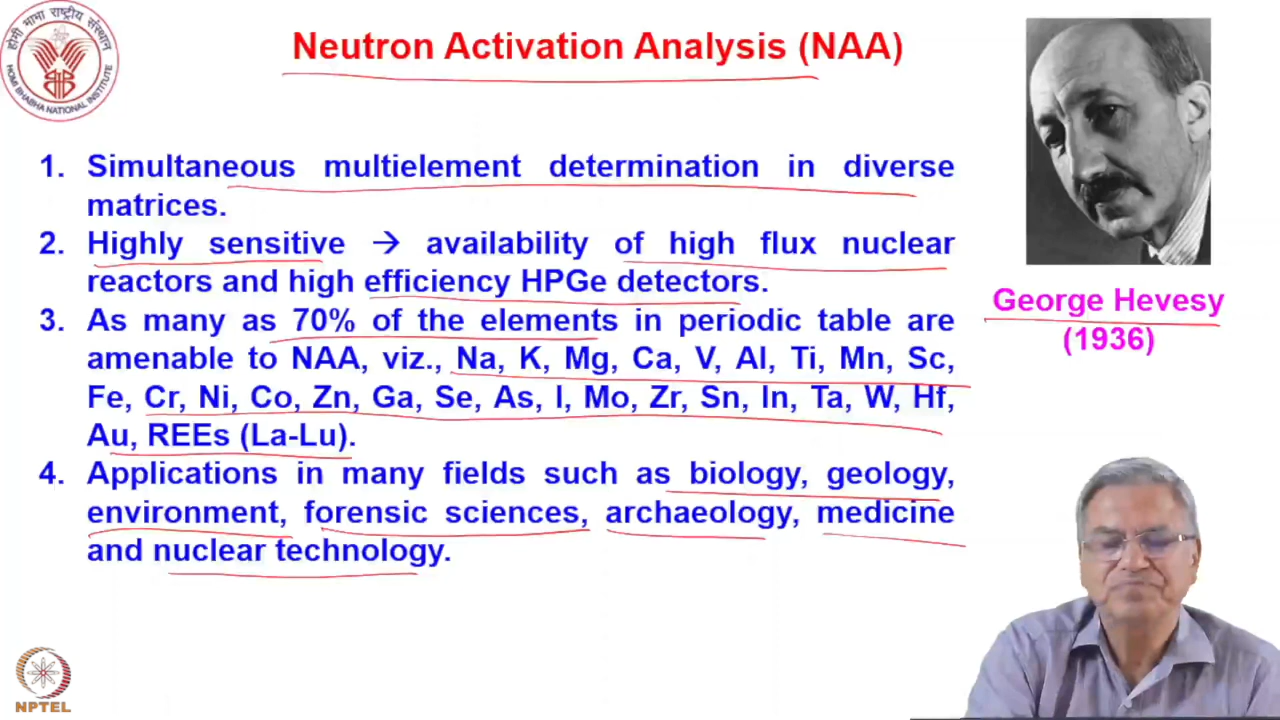 होमी भाभा राष्ट्रीय संस्थान
HOMI BHABHA NATIONAL INSTITUTE
Neutron Activation Analysis (NAA)
1. Simultaneous multielement determination in diverse
matrices.
2. Highly sensitive → availability of high flux nuclear
reactors and high efficiency HPGe detectors.
3. As many as 70% of the elements in periodic table are
amenable to NAA, viz., Na, K, Mg, Ca, V, Al, Ti, Mn, Sc,
Fe, Cr, Ni, Co, Zn, Ga, Se, As, I, Mo, Zr, Sn, In, Ta, W, Hf,
Au, REEs (La-Lu).
4. Applications in many fields such as biology, geology,
environment, forensic sciences, archaeology, medicine
and nuclear technology.
George Hevesy
(1936)
NPTEL